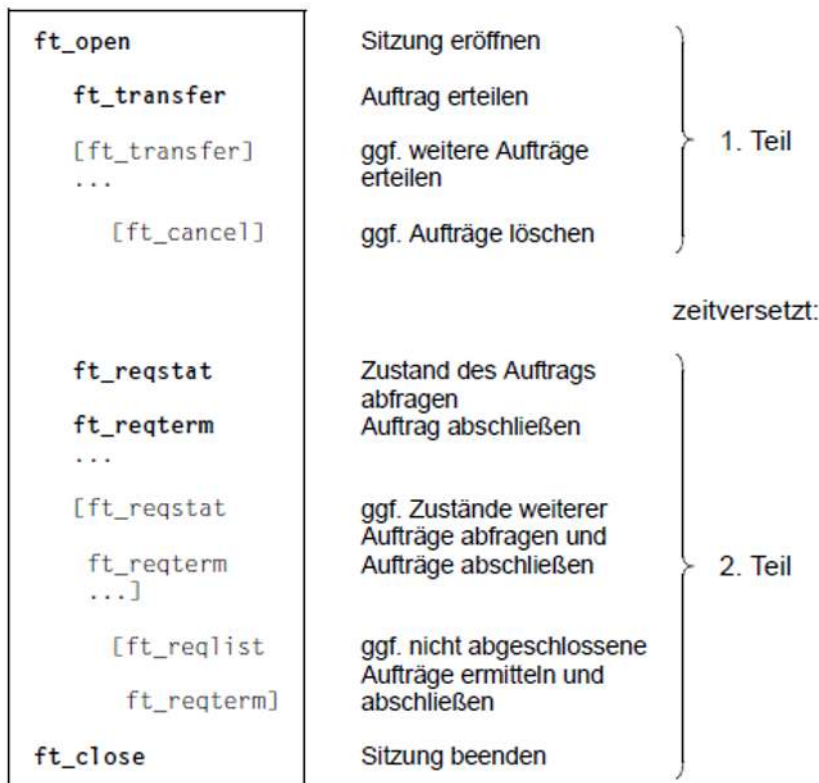 ft_open Sitzung eröffnen
ft_transfer Auftrag erteilen
[ft_transfer] ggf. weitere Aufträge
... erteilen
1. Teil
[ft_cancel] ggf. Aufträge löschen
zeitversetzt:
ft_reqstat Zustand des Auftrags
abfragen
ft_reqterm Auftrag abschließen
...
[ft_reqstat ggf. Zustände weiterer
Aufträge abfragen und
ft_reqterm Aufträge abschließen
...]
2. Teil
[ft_reqlist ggf. nicht abgeschlossene
Aufträge ermitteln und
ft_reqterm] abschließen
ft_close Sitzung beenden